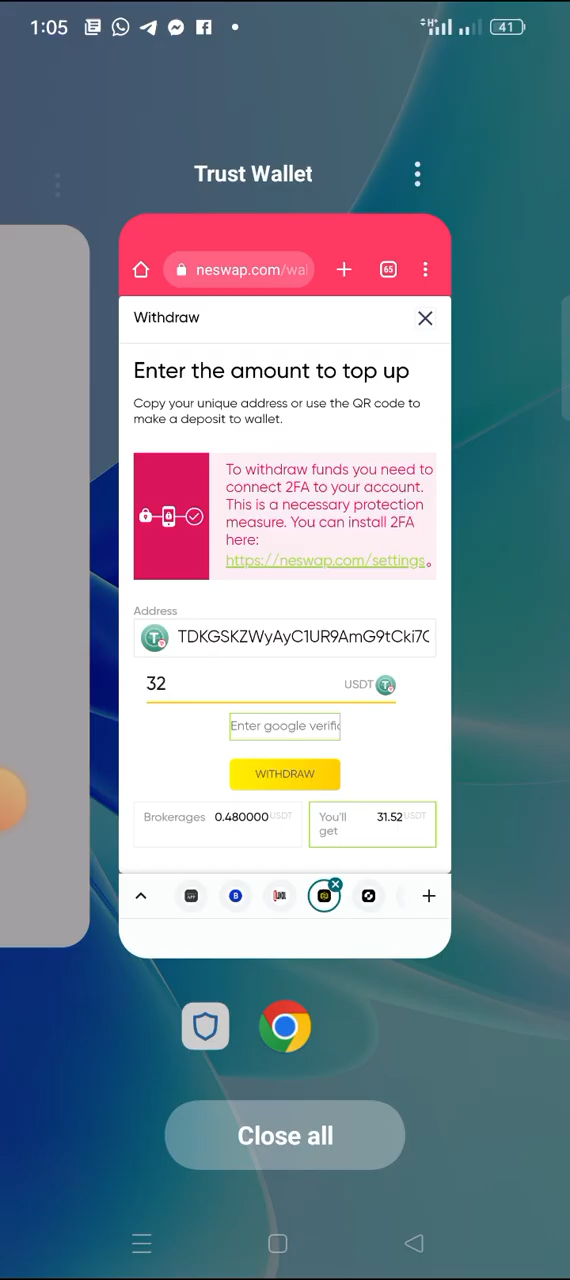 1:05
41
Trust Wallet
neswap.com/wal
65
Withdraw
Enter the amount to top up
Copy your unique address or use the QR code to
make a deposit to wallet.
To withdraw funds you need to
connect 2FA to your account.
This is a necessary protection
measure. You can install 2FA
here:
https://neswap.com/settings。
Address
TDKGSKZWyAyC1UR9AmG9tCki7C
32
USDT
Enter google verific
WITHDRAW
Brokerages 0.480000 USDT
You'll get 31.52 USDT
Close all